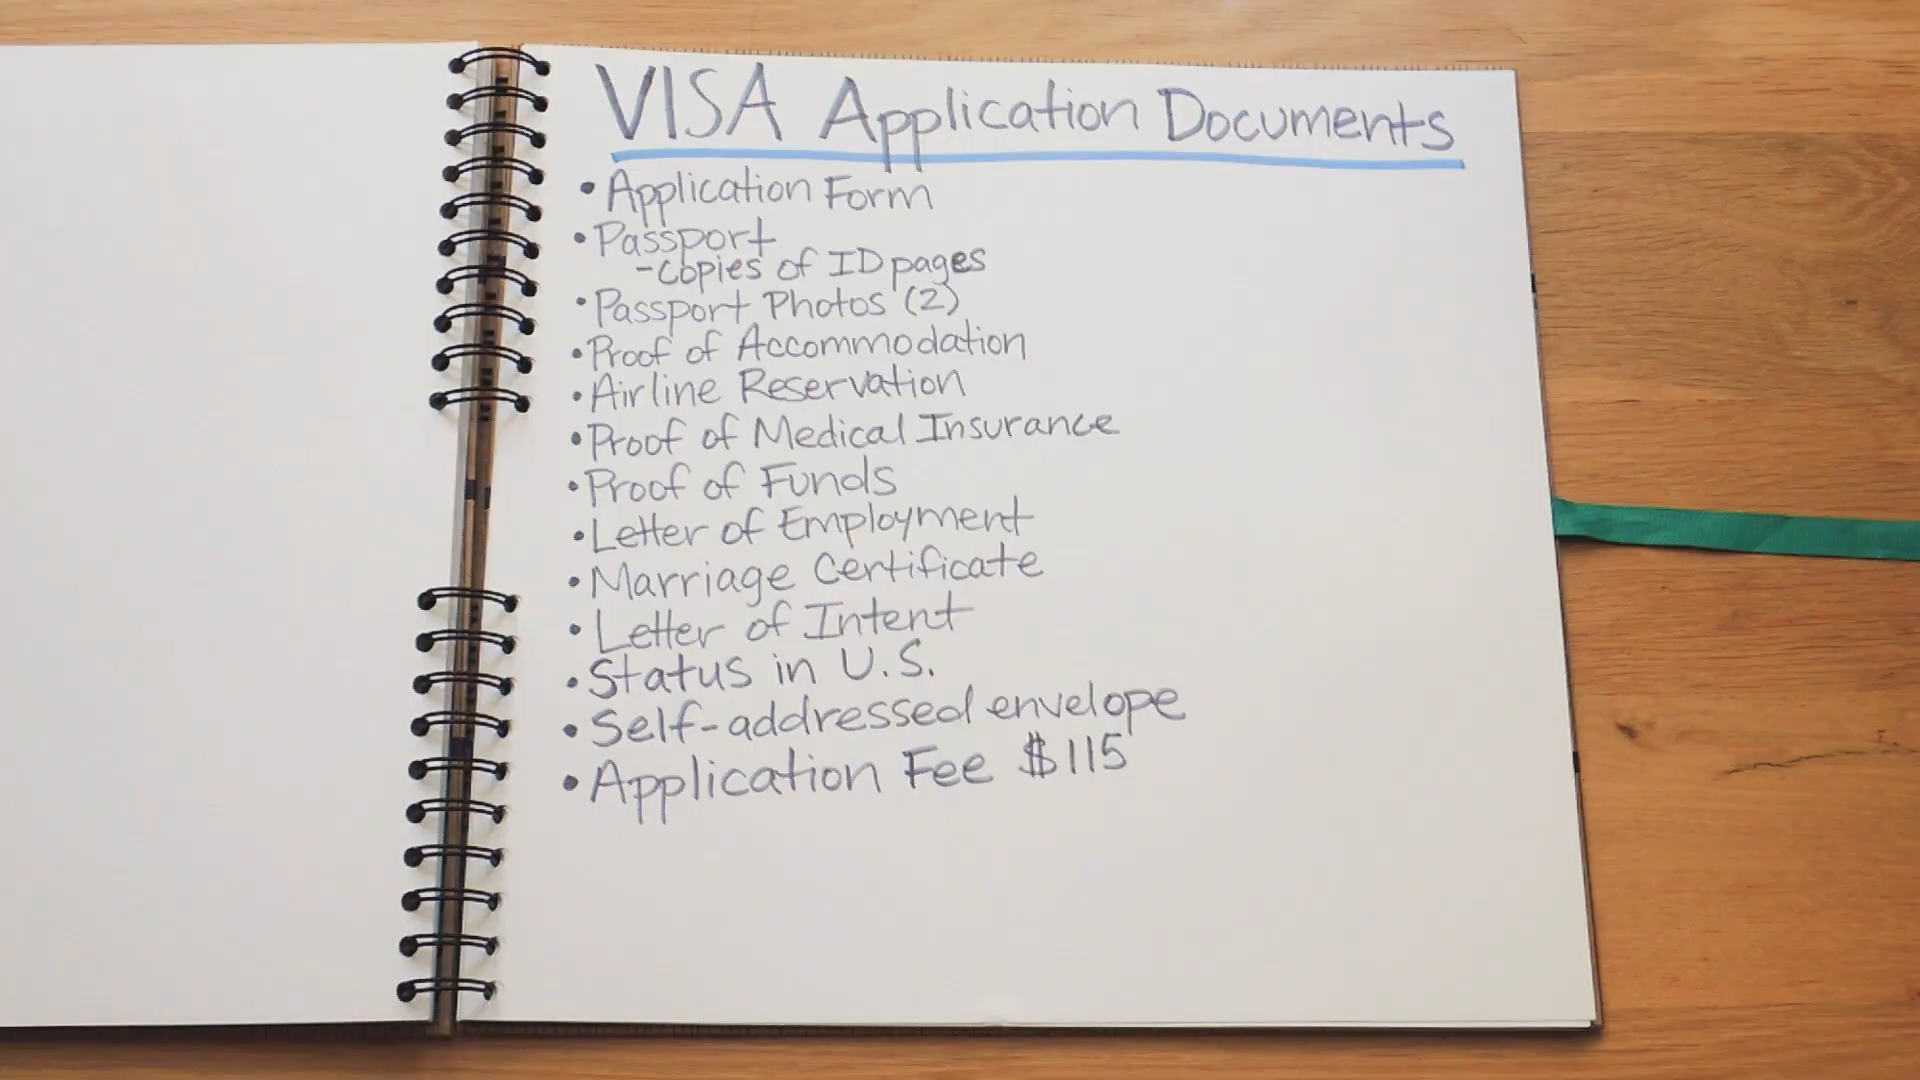 VISA Application Documents
• Application Form
• Passport
- Copies of ID pages
• Passport Photos (2)
• Proof of Accommodation
• Airline Reservation
• Proof of Medical Insurance
• Proof of Funds
• Letter of Employment
• Marriage Certificate
• Letter of Intent
• Status in U.S.
• Self-addressed envelope
• Application Fee $115